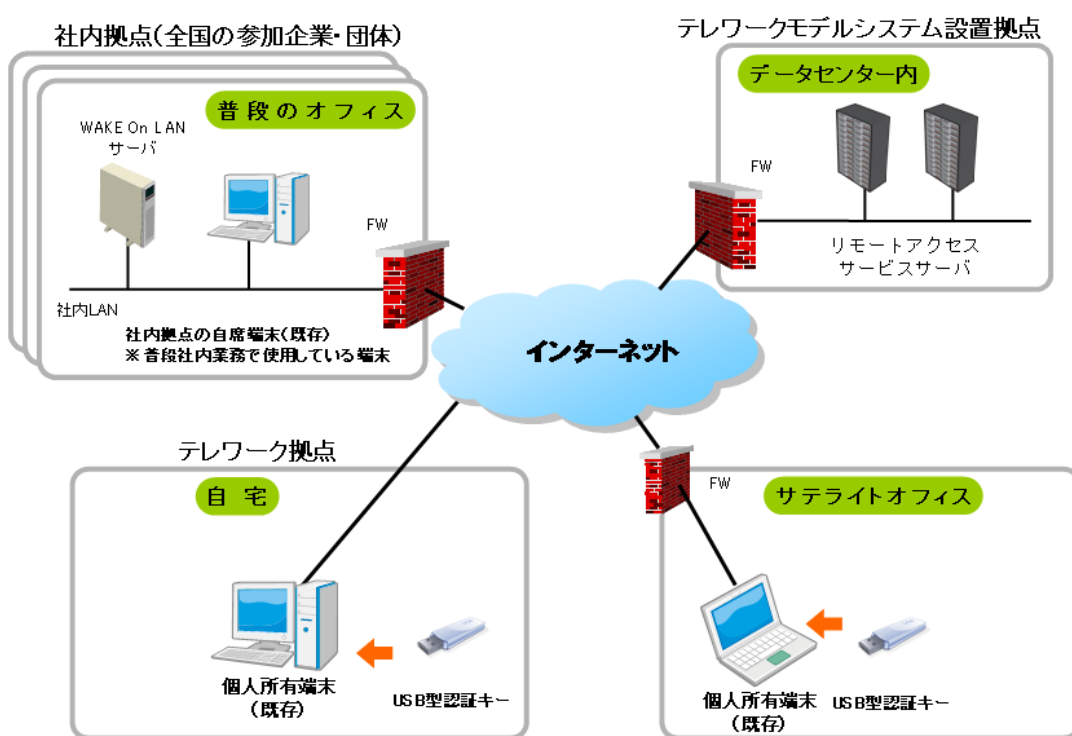 社内拠点(全国の参加企業・団体)
普段のオフィス
WAKE On LAN
サーバ
FW
社内LAN
社内拠点の自席端末(既存)
※普段社内業務で使用している端末
テレワークモデルシステム設置拠点
データセンター内
FW
リモートアクセス
サービスサーバ
インターネット
テレワーク拠点
自宅
個人所有端末
(既存)
USB型認証キー
FW
サテライトオフィス
個人所有端末
(既存)
USB型認証キー